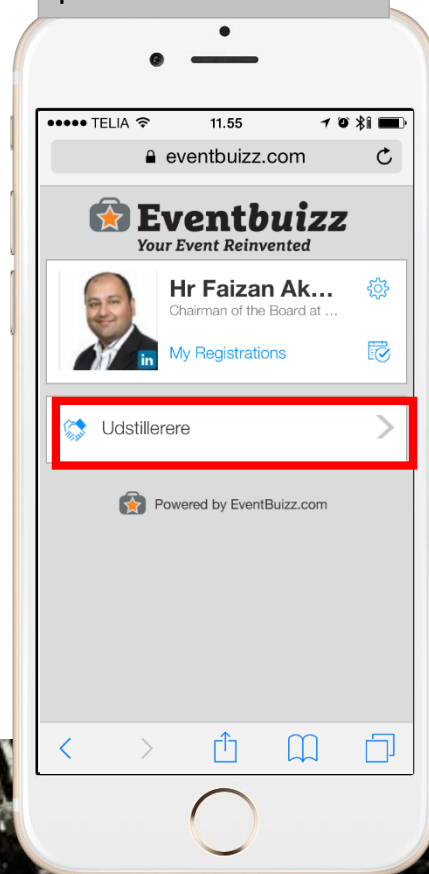 TELIA 11.55
eventbuizz.com
Eventbuizz
Your Event Reinvented
Hr Faizan Ak...
Chairman of the Board at ...
in
My Registrations
Udstillerere
Powered by EventBuizz.com